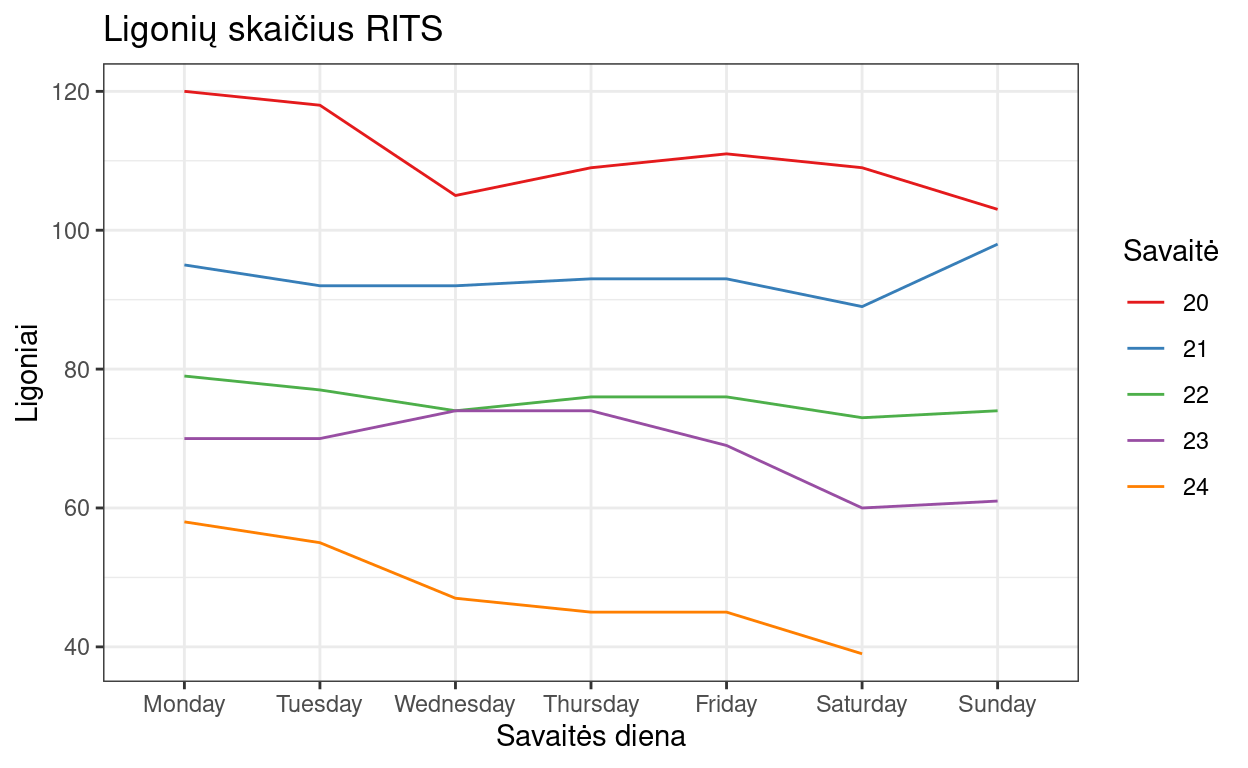 Ligonių skaičius RITS
120
100
80
60
40
Ligoniai
Monday Tuesday Wednesday Thursday Friday Saturday Sunday
Savaitės diena
Savaitė
20
21
22
23
24